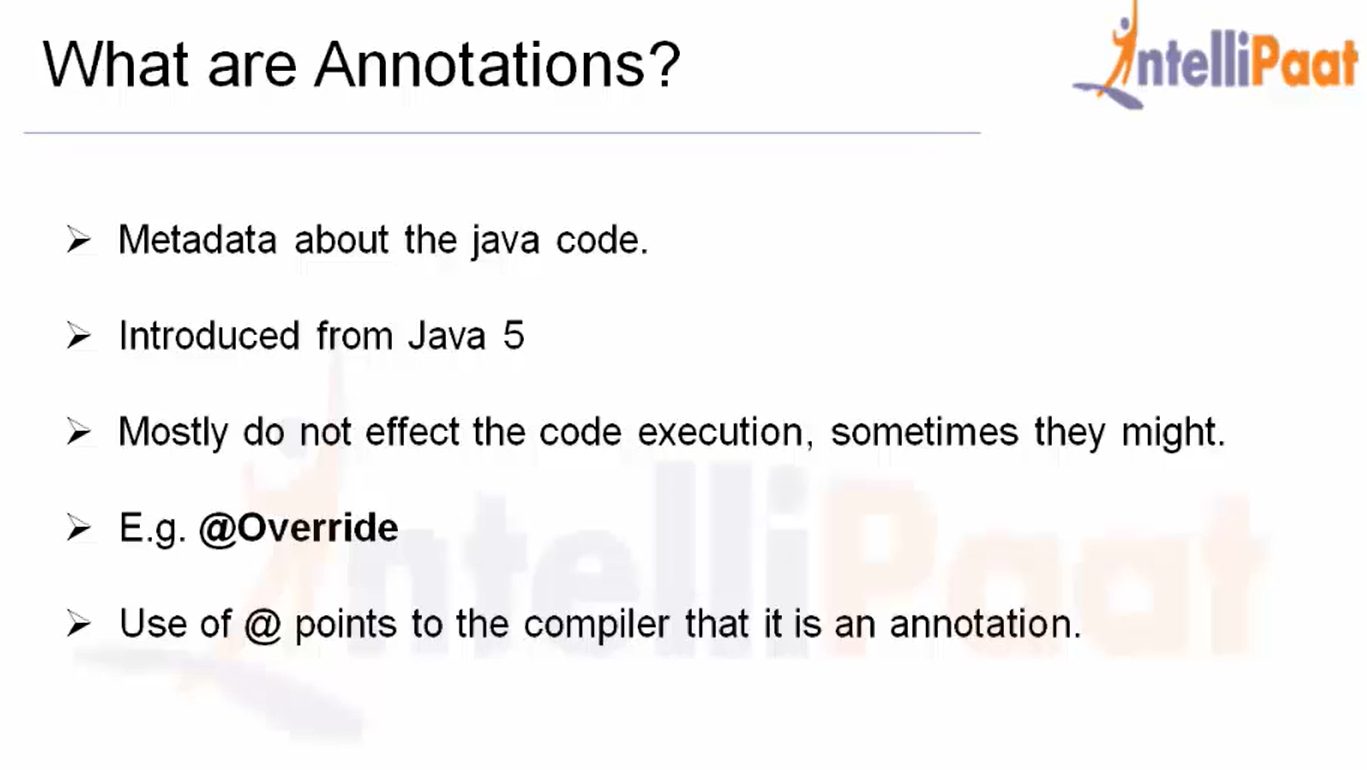 What are Annotations?
IntelliPaat
Metadata about the java code.
Introduced from Java 5
Mostly do not effect the code execution, sometimes they might.
E.g. @Override
Use of @ points to the compiler that it is an annotation.
IntelliPaat